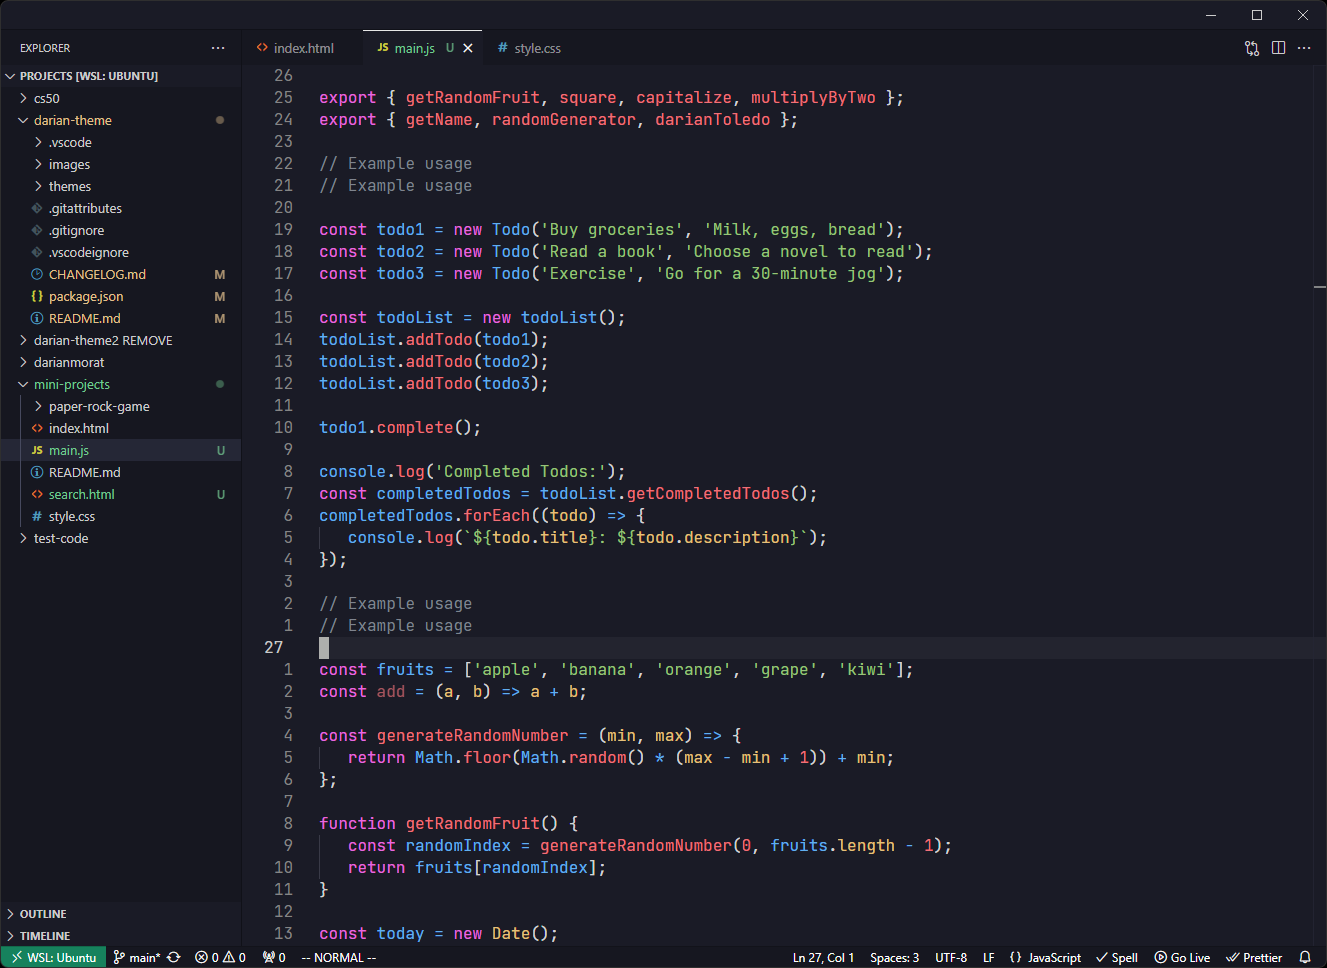 EXPLORER
PROJECTS [WSL: UBUNTU]
cs50
darian-theme
.vscode
images
themes
.gitattributes
.gitignore
.vscodeignore
CHANGELOG.md M
package.json M
README.md M
darian-theme2 REMOVE
darianmorat
mini-projects
paper-rock-game
index.html
JS main.js U
README.md
search.html U
# style.css
test-code
OUTLINE
TIMELINE
index.html JS main.js U # style.css
26
25 export { getRandomFruit, square, capitalize, multiplyByTwo };
24 export { getName, randomGenerator, darianToledo };
23
22 // Example usage
21 // Example usage
20
19 const todo1 = new Todo('Buy groceries', 'Milk, eggs, bread');
18 const todo2 = new Todo('Read a book', 'Choose a novel to read');
17 const todo3 = new Todo('Exercise', 'Go for a 30-minute jog');
16
15 const todoList = new todoList();
14 todoList.addTodo(todo1);
13 todoList.addTodo(todo2);
12 todoList.addTodo(todo3);
11
10 todo1.complete();
9
8 console.log('Completed Todos:');
7 const completedTodos = todoList.getCompletedTodos();
6 completedTodos.forEach((todo) => {
5 console.log(`${todo.title}: ${todo.description}`);
4 });
3
2 // Example usage
1 // Example usage
27
1 const fruits = ['apple', 'banana', 'orange', 'grape', 'kiwi'];
2 const add = (a, b) => a + b;
3
4 const generateRandomNumber = (min, max) => {
5 return Math.floor(Math.random() * (max - min + 1)) + min;
6 };
7
8 function getRandomFruit() {
9 const randomIndex = generateRandomNumber(0, fruits.length - 1);
10 return fruits[randomIndex];
11 }
12
13 const today = new Date();
WSL: Ubuntu main* 0 0 0 -- NORMAL -- Ln 27, Col 1 Spaces: 3 UTF-8 LF {} JavaScript Spell Go Live Prettier